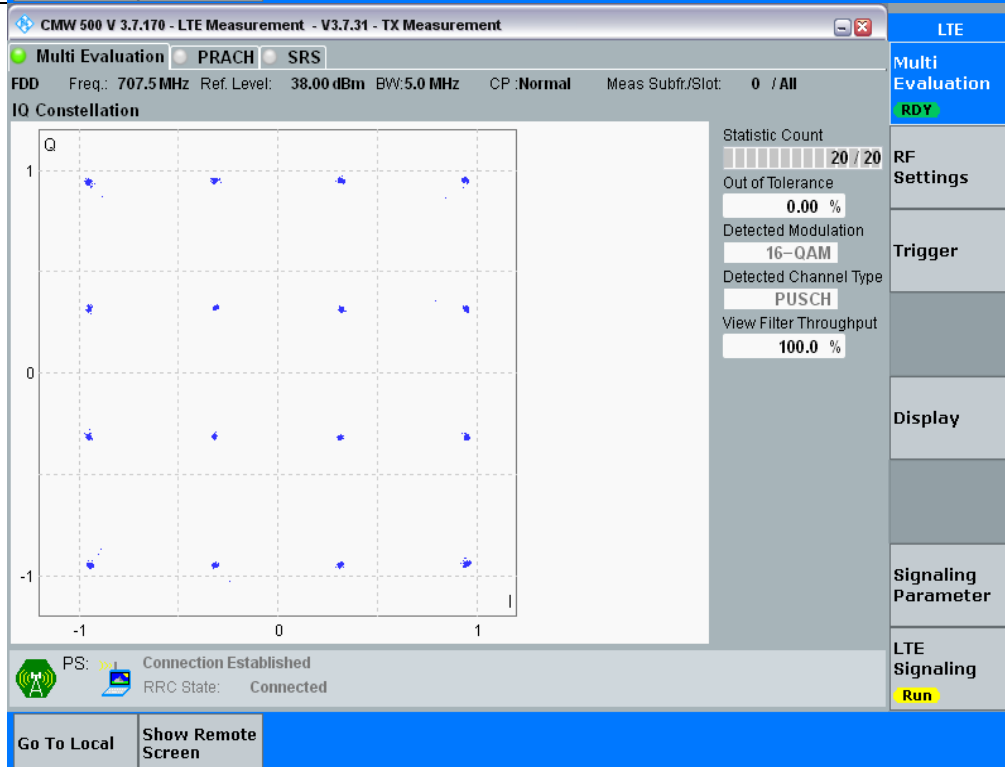 CMW 500 V 3.7.170 - LTE Measurement - V3.7.31 - TX Measurement
LTE
Multi Evaluation PRACH SRS
FDD Freq.: 707.5 MHz Ref. Level: 38.00 dBm BW:5.0 MHz CP :Normal Meas Subfr./Slot: 0 / All
IQ Constellation
Q
1
0
-1
-1 0 1
I
Statistic Count
20 / 20
Out of Tolerance
0.00 %
Detected Modulation
16-QAM
Detected Channel Type
PUSCH
View Filter Throughput
100.0 %
Multi
Evaluation
RDY
RF
Settings
Trigger
Display
Signaling
Parameter
LTE
Signaling
Run
PS: Connection Established
RRC State: Connected
Go To Local
Show Remote
Screen